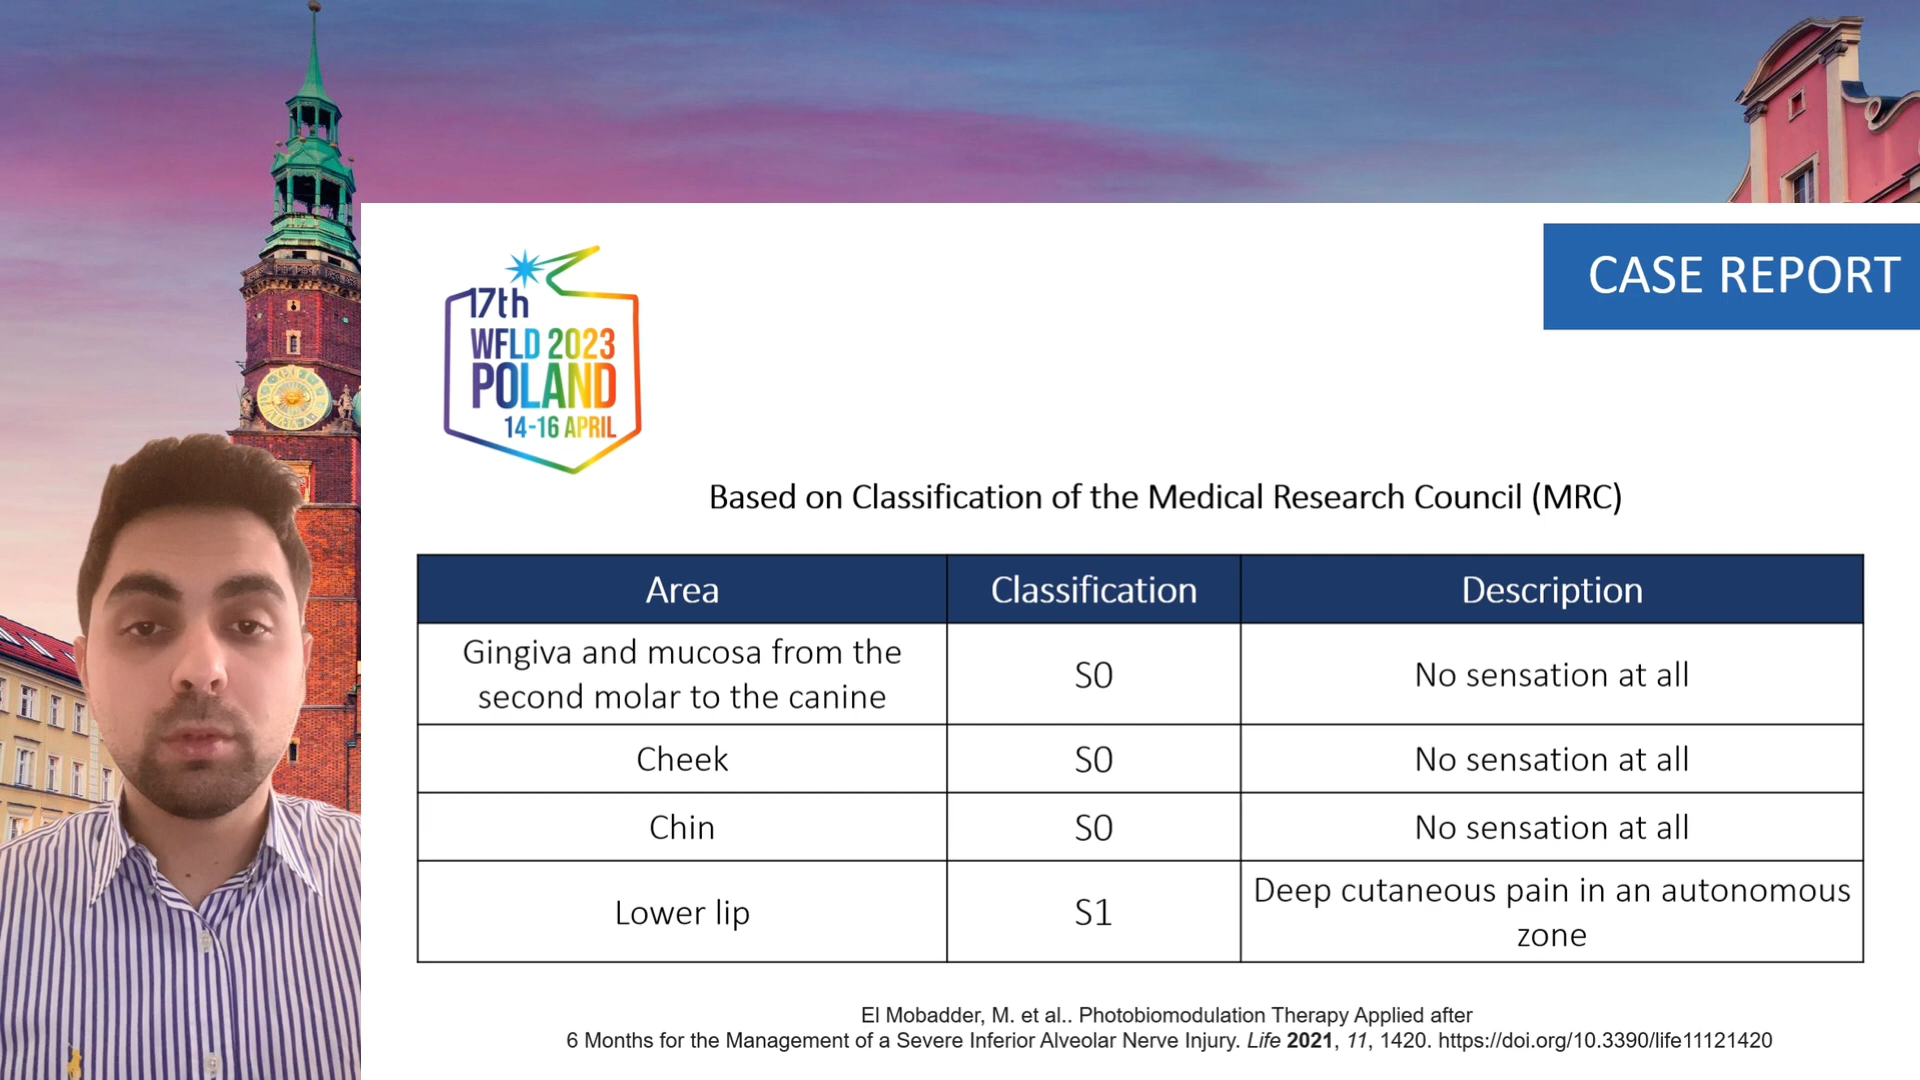 CASE REPORT
17th
WFLD 2023
POLAND
14-16 APRIL
Based on Classification of the Medical Research Council (MRC)
Area Classification Description
Gingiva and mucosa from the
second molar to the canine
S0
No sensation at all
Cheek S0 No sensation at all
Chin S0 No sensation at all
Lower lip
S1
Deep cutaneous pain in an autonomous
zone
El Mobadder, M. et al.. Photobiomodulation Therapy Applied after
6 Months for the Management of a Severe Inferior Alveolar Nerve Injury. Life 2021, 11, 1420. https://doi.org/10.3390/life11121420